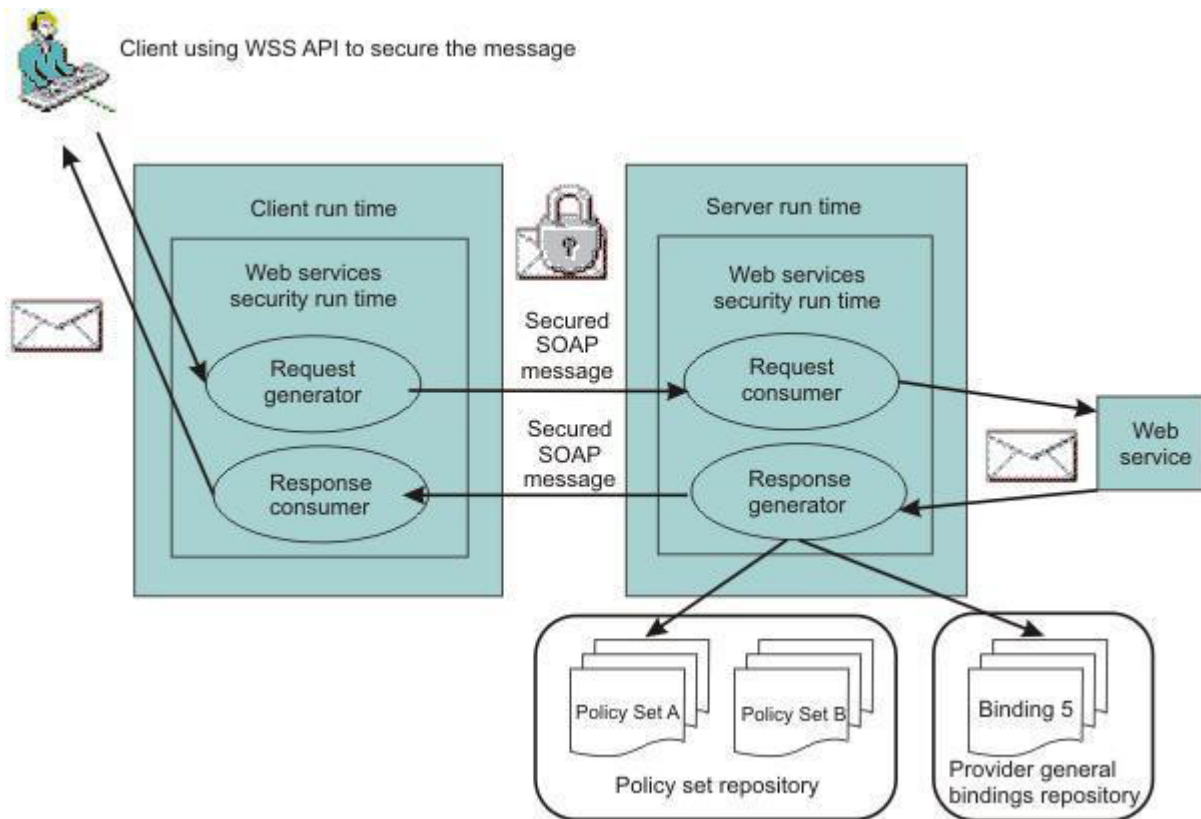 Client using WSS API to secure the message
Client run time
Web services
security run time
Request
generator
Response
consumer
Secured
SOAP
message
Secured
SOAP
message
Server run time
Web services
security run time
Request
consumer
Response
generator
Web
service
Policy Set A
Policy Set B
Policy set repository
Binding 5
Provider general
bindings repository